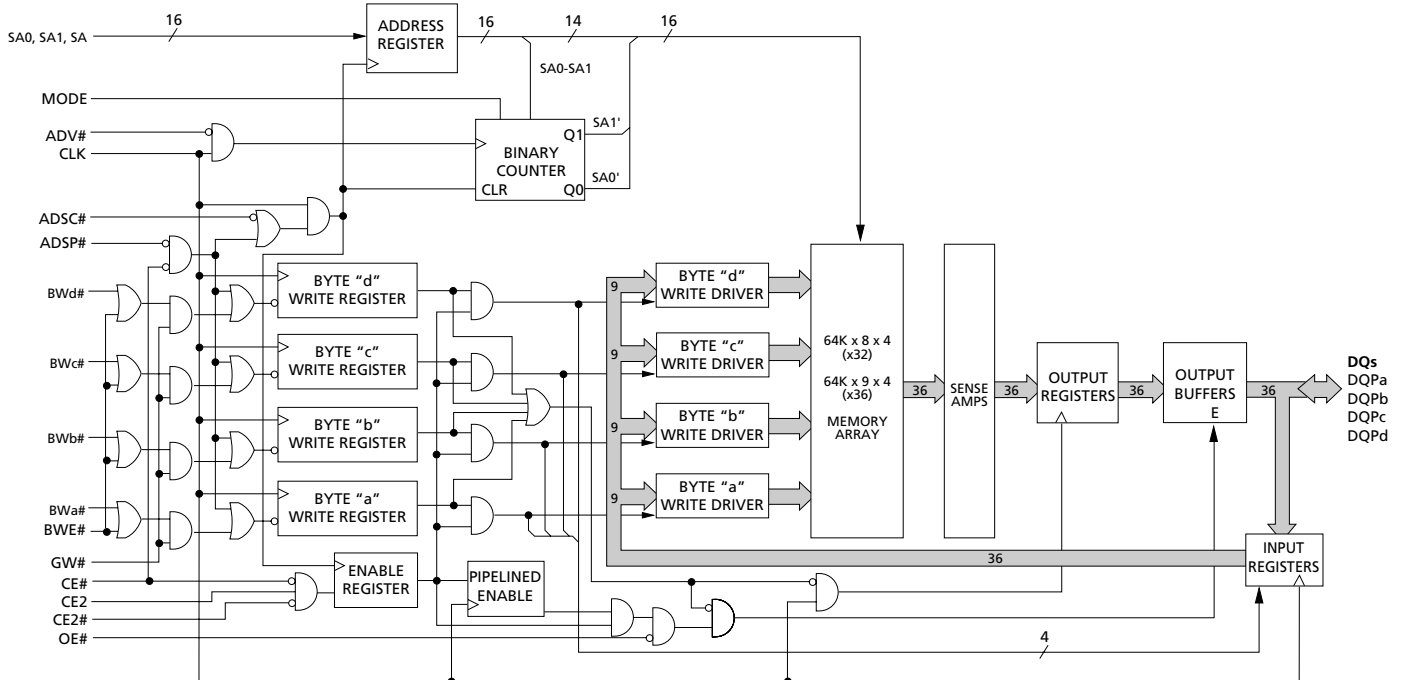 SA0, SA1, SA
16
ADDRESS
REGISTER
16
14
16
SA0-SA1
MODE
ADV#
CLK
BINARY
COUNTER
CLR
Q1
Q0
SA1'
SA0'
ADSC#
ADSP#
BWd#
BWc#
BWb#
BWa#
BWE#
GW#
CE#
CE2
CE2#
OE#
BYTE “d”
WRITE REGISTER
BYTE “c”
WRITE REGISTER
BYTE “b”
WRITE REGISTER
BYTE “a”
WRITE REGISTER
ENABLE
REGISTER
PIPELINED
ENABLE
9
BYTE “d”
WRITE DRIVER
9
BYTE “c”
WRITE DRIVER
9
BYTE “b”
WRITE DRIVER
9
BYTE “a”
WRITE DRIVER
64K x 8 x 4
(x32)
64K x 9 x 4
(x36)
MEMORY
ARRAY
36
SENSE
AMPS
36
OUTPUT
REGISTERS
36
OUTPUT
BUFFERS
E
36
DQs
DQPa
DQPb
DQPc
DQPd
36
INPUT
REGISTERS
4